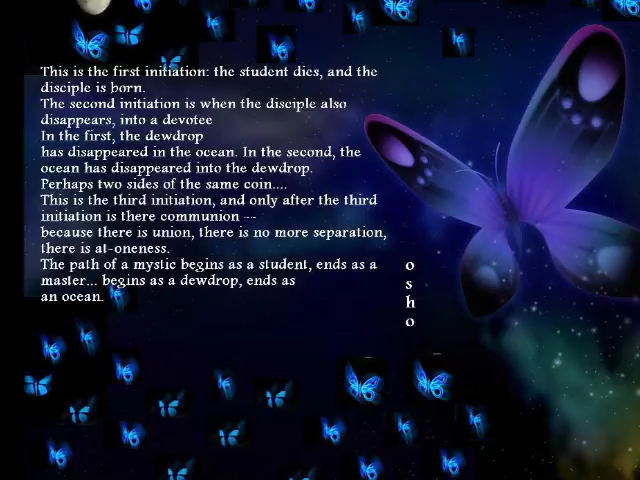 This is the first initiation: the student dies, and the
disciple is born.
The second initiation is when the disciple also
disappears, into a devotee
In the first, the dewdrop
has disappeared in the ocean. In the second, the
ocean has disappeared into the dewdrop.
Perhaps two sides of the same coin....
This is the third initiation, and only after the third
initiation is there communion --
because there is union, there is no more separation,
there is at-oneness.
The path of a mystic begins as a student, ends as a
master... begins as a dewdrop, ends as
an ocean.
o
s
h
o